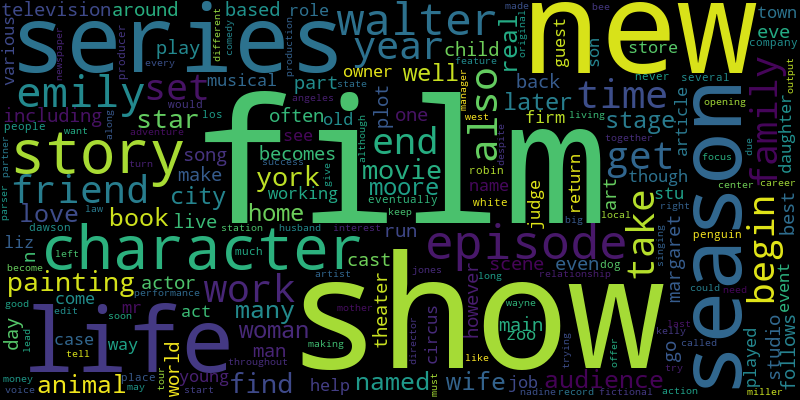 television around based role
series walter new
various play year child real guest son store town eve company
newspaper producer different comedy every production musical
emily set owner well feature back
including star often plot later firm time family
people want along adventure los angeles state part
story song see old one movie end also stage get though article daughter
friend make becomes york working home
turn success give although eventually keep
film manager west despite robin name white judge return art
opening focus due center career together living never several output
parser partner love dawson law book city live station husband interest run
moore
liz character episode season take stu local big right singing
penguin could need best event
n left much cast scene even dog relationship margaret begin
painting actor artist work life show
become come performance mr soon many theater
good day edit act woman circus jones however long
lead case way man mother main zoo wayne
tell world making throughout director like
animal place may young find help named wife job audience
money voice tour start must nadine record fictional
trying offer go try kelly last called action
played studio follows miller